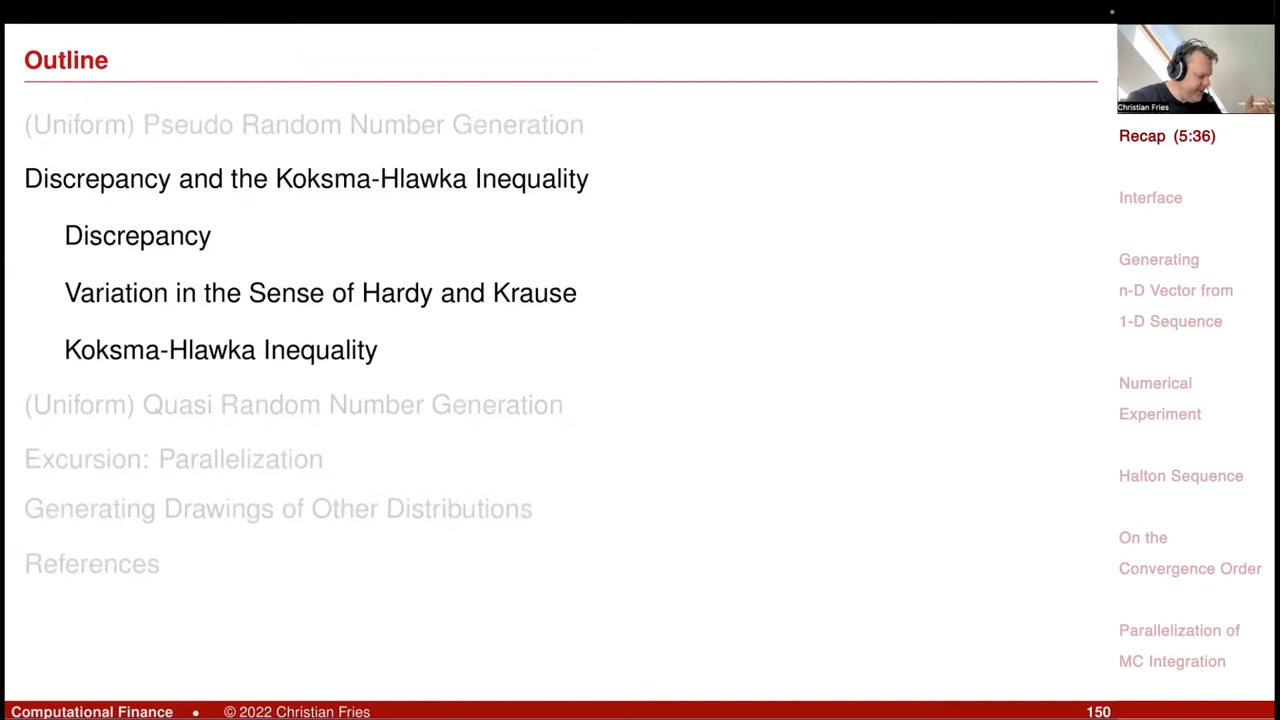 Outline
(Uniform) Pseudo Random Number Generation
Discrepancy and the Koksma-Hlawka Inequality
Discrepancy
Variation in the Sense of Hardy and Krause
Koksma-Hlawka Inequality
(Uniform) Quasi Random Number Generation
Excursion: Parallelization
Generating Drawings of Other Distributions
References
Christian Fries
Recap (5:36)
Interface
Generating
n-D Vector from
1-D Sequence
Numerical
Experiment
Halton Sequence
On the
Convergence Order
Parallelization of
MC Integration
Computational Finance • © 2022 Christian Fries 150